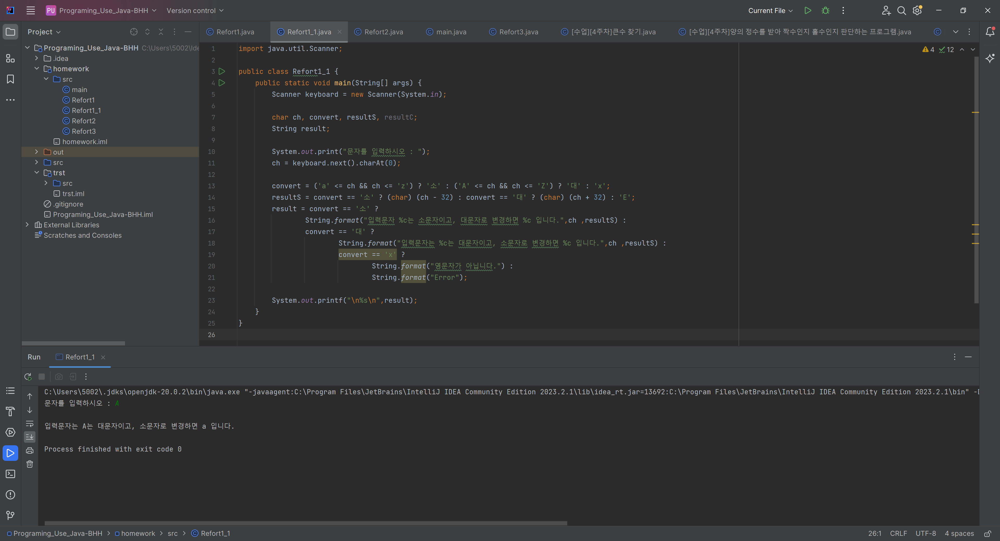 PU Programing_Use_Java-BHH Version control Current File
Project
Refort1.java Refort1_1.java Refort2.java main.java Refort3.java [수업][4주차]큰수 찾기.java [수업][4주차]양의 정수를 받아 짝수인지 홀수인지 판단하는 프로그램.java
Programing_Use_Java-BHH C:\Users\5002\Ide
.idea
homework
src
main
Refort1
Refort1_1
Refort2
Refort3
homework.iml
out
src
trst
src
trst.iml
.gitignore
Programing_Use_Java-BHH.iml
External Libraries
Scratches and Consoles
4 12
1 import java.util.Scanner;
2
3 public class Refort1_1 {
4 public static void main(String[] args) {
5 Scanner keyboard = new Scanner(System.in);
6
7 char ch, convert, resultS, resultC;
8 String result;
9
10 System.out.print("문자를 입력하시오 : ");
11 ch = keyboard.next().charAt(0);
12
13 convert = ('a' <= ch && ch <= 'z') ? '소' : ('A' <= ch && ch <= 'Z') ? '대' : 'x';
14 resultS = convert == '소' ? (char) (ch - 32) : convert == '대' ? (char) (ch + 32) : 'E';
15 result = convert == '소' ?
16 String.format("입력문자 %c는 소문자이고, 대문자로 변경하면 %c 입니다.",ch ,resultS) :
17 convert == '대' ?
18 String.format("입력문자는 %c는 대문자이고, 소문자로 변경하면 %c 입니다.",ch ,resultS) :
19 convert == 'x' ?
20 String.format("영문자가 아닙니다.") :
21 String.format("Error");
22
23 System.out.printf("\n%s\n",result);
24 }
25 }
26
Run Refort1_1
C:\Users\5002\.jdks\openjdk-20.0.2\bin\java.exe "-javaagent:C:\Program Files\JetBrains\IntelliJ IDEA Community Edition 2023.2.1\lib\idea_rt.jar=13692:C:\Program Files\JetBrains\IntelliJ IDEA Community Edition 2023.2.1\bin" -D
문자를 입력하시오 : A
입력문자는 A는 대문자이고, 소문자로 변경하면 a 입니다.
Process finished with exit code 0
Programing_Use_Java-BHH > homework > src > Refort1_1 26:1 CRLF UTF-8 4 spaces